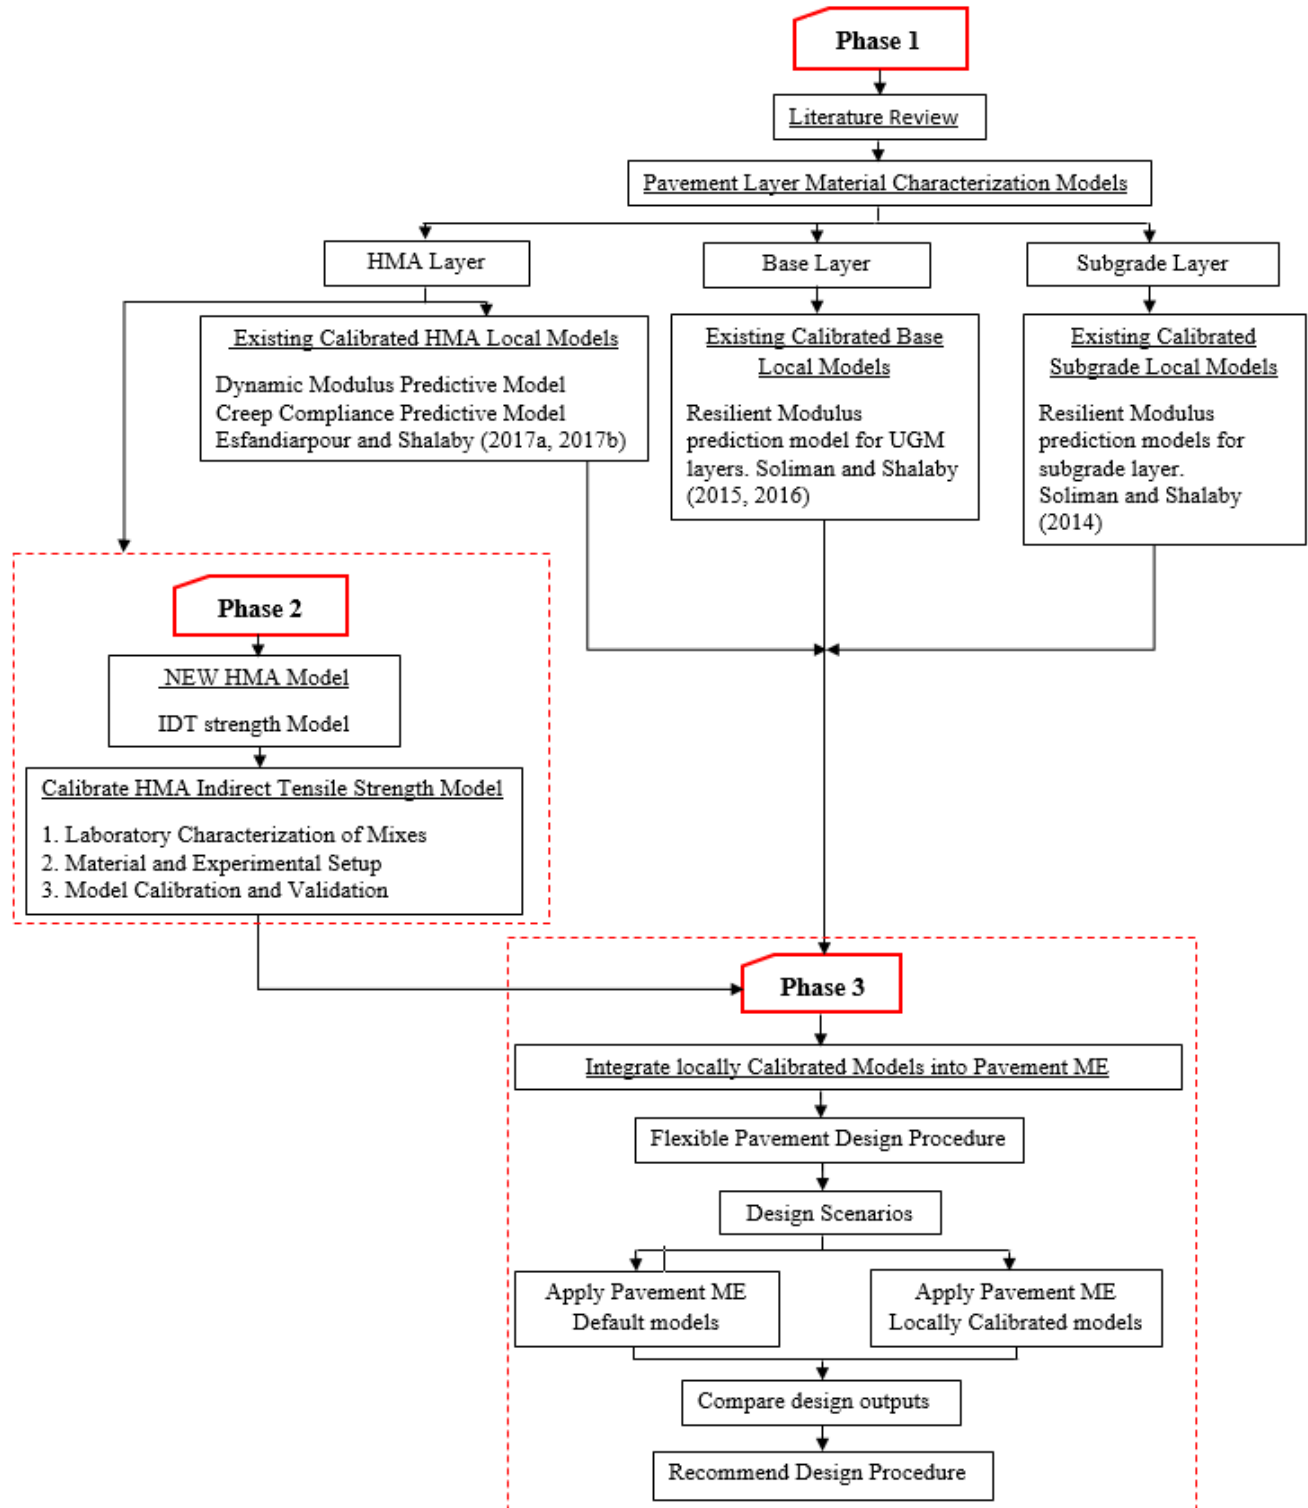 Phase 1
Literature Review
Pavement Layer Material Characterization Models
HMA Layer
Base Layer
Subgrade Layer
Existing Calibrated HMA Local Models
Dynamic Modulus Predictive Model
Creep Compliance Predictive Model
Esfandiarpour and Shalaby (2017a, 2017b)
Existing Calibrated Base
Local Models
Resilient Modulus
prediction model for UGM
layers. Soliman and Shalaby
(2015, 2016)
Existing Calibrated
Subgrade Local Models
Resilient Modulus
prediction models for
subgrade layer.
Soliman and Shalaby
(2014)
Phase 2
NEW HMA Model
IDT strength Model
Calibrate HMA Indirect Tensile Strength Model
1. Laboratory Characterization of Mixes
2. Material and Experimental Setup
3. Model Calibration and Validation
Phase 3
Integrate locally Calibrated Models into Pavement ME
Flexible Pavement Design Procedure
Design Scenarios
Apply Pavement ME
Default models
Apply Pavement ME
Locally Calibrated models
Compare design outputs
Recommend Design Procedure